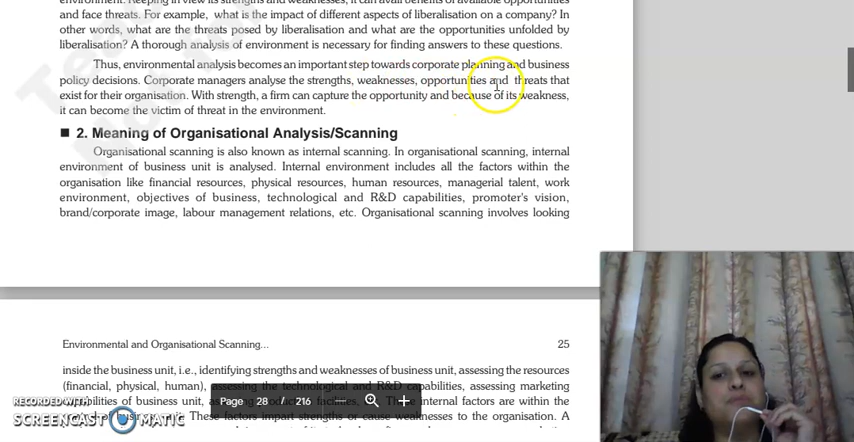 environment. Keeping in view its strengths and weaknesses, it can avail benefits of available opportunities
and face threats. For example, what is the impact of different aspects of liberalisation on a company? In
other words, what are the threats posed by liberalisation and what are the opportunities unfolded by
liberalisation? A thorough analysis of environment is necessary for finding answers to these questions.
Thus, environmental analysis becomes an important step towards corporate planning and business
policy decisions. Corporate managers analyse the strengths, weaknesses, opportunities and threats that
exist for their organisation. With strength, a firm can capture the opportunity and because of its weakness,
it can become the victim of threat in the environment.
■ 2. Meaning of Organisational Analysis/Scanning
Organisational scanning is also known as internal scanning. In organisational scanning, internal
environment of business unit is analysed. Internal environment includes all the factors within the
organisation like financial resources, physical resources, human resources, managerial talent, work
environment, objectives of business, technological and R&D capabilities, promoter's vision,
brand/corporate image, labour management relations, etc. Organisational scanning involves looking
Environmental and Organisational Scanning... 25
inside the business unit, i.e., identifying strengths and weaknesses of business unit, assessing the resources
(financial, physical, human), assessing the technological and R&D capabilities, assessing marketing
of business unit, internal factors are within the
These factors impart strengths or cause weaknesses to the organisation. A
Page 28 / 216
RECORDED WITH
SCREENCAST MATIC